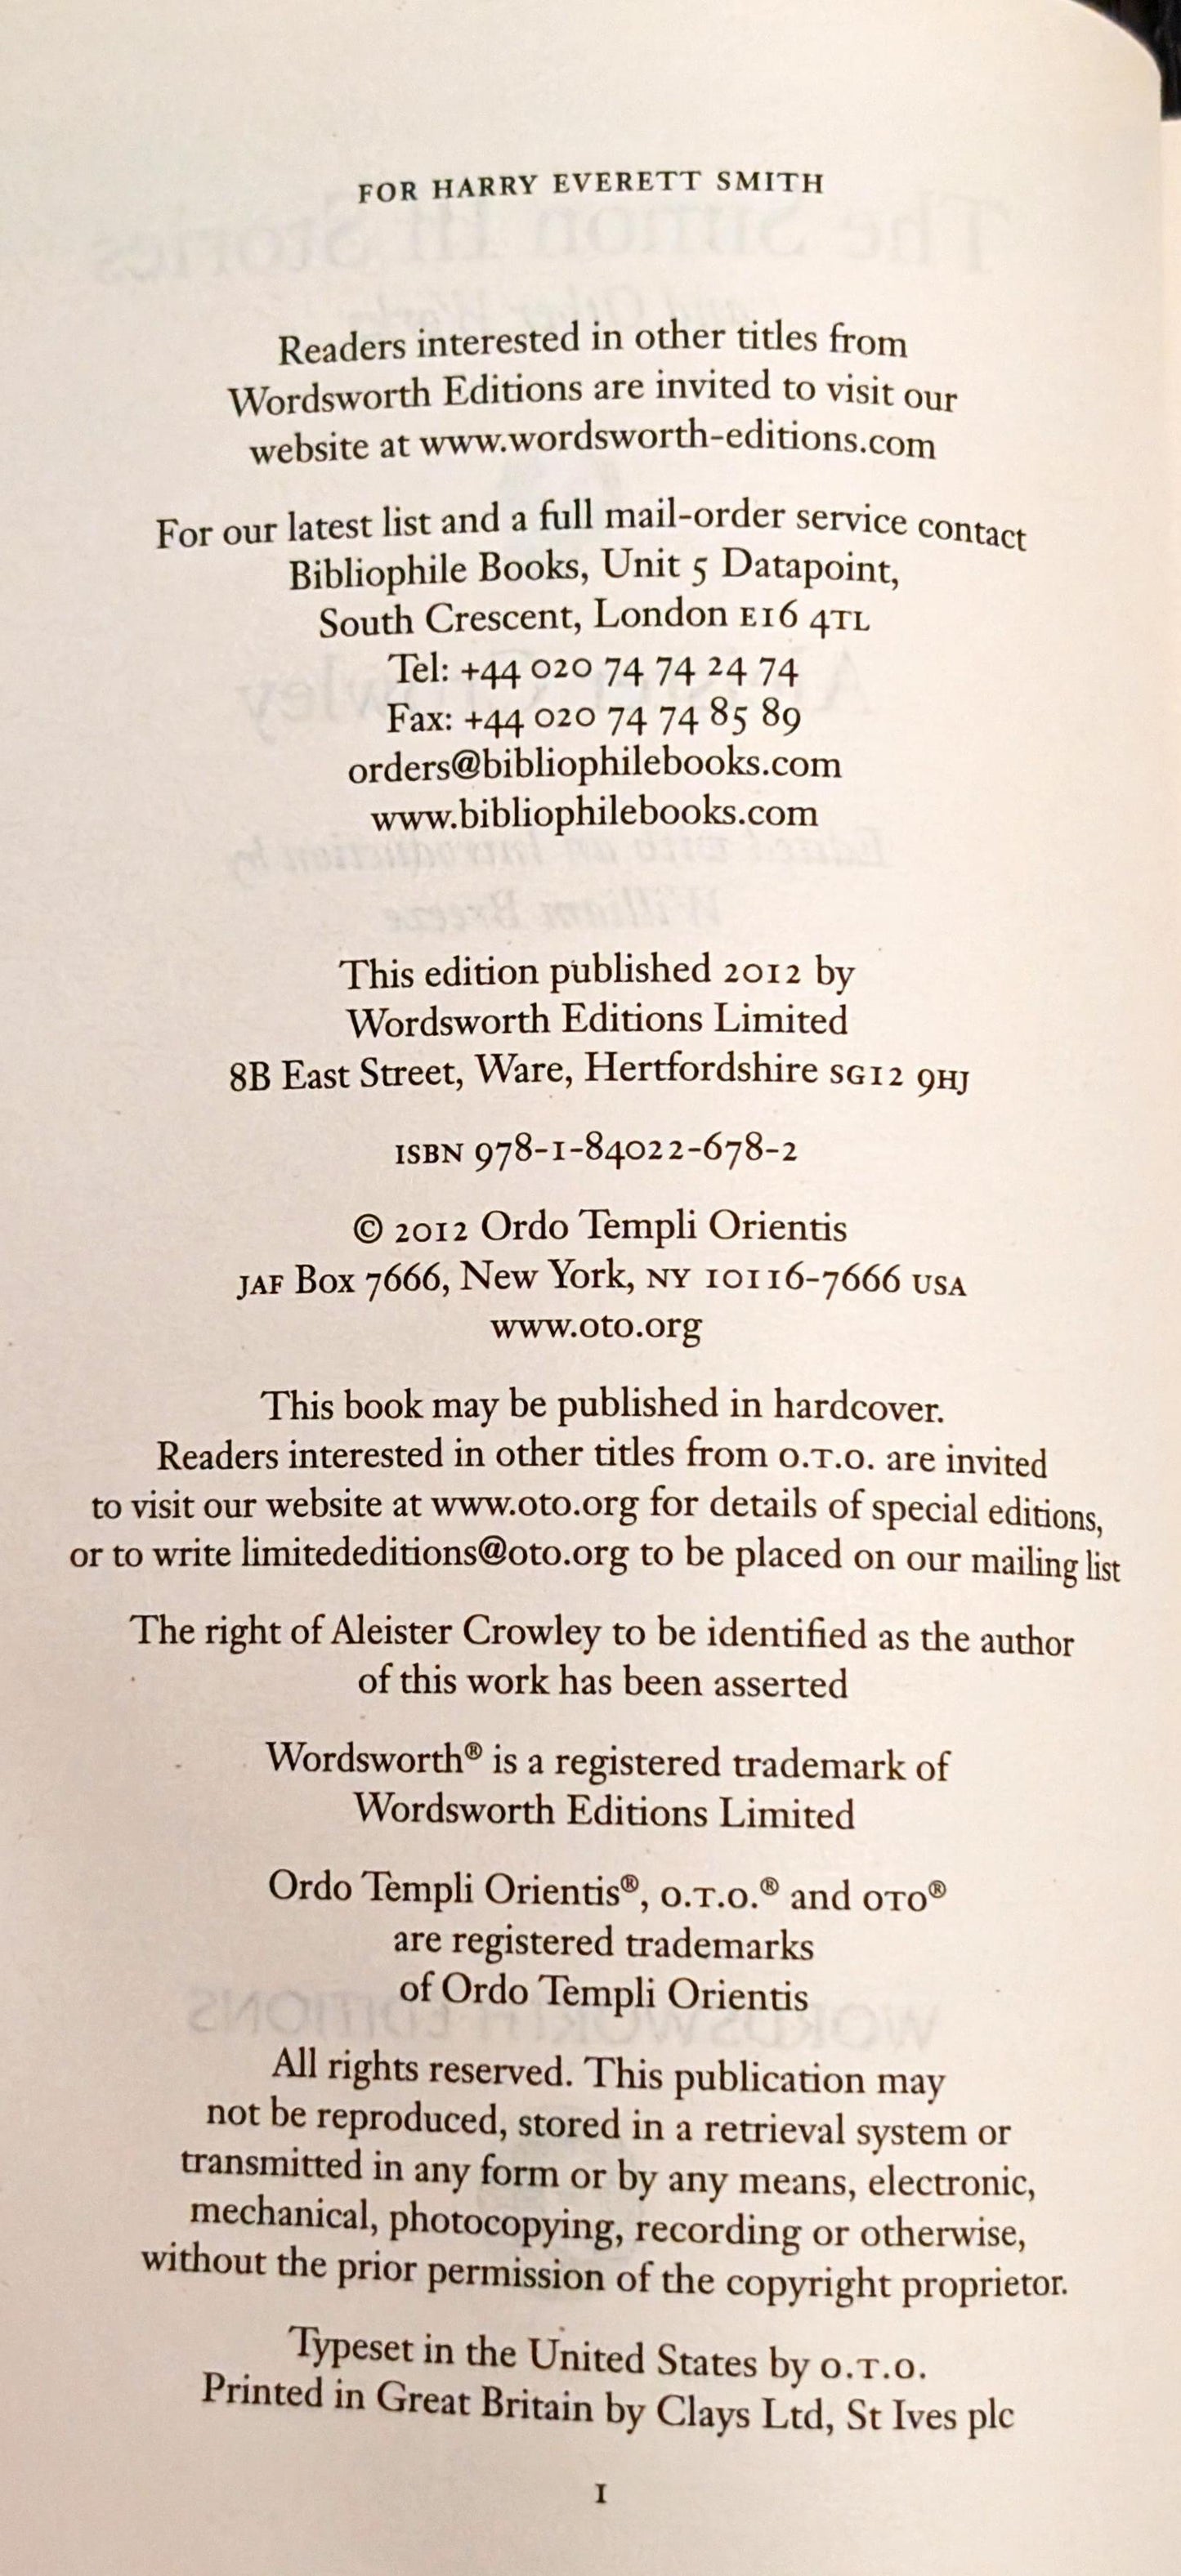 FOR HARRY EVERETT SMITH
Readers interested in other titles from
Wordsworth Editions are invited to visit our
website at www.wordsworth-editions.com
For our latest list and a full mail-order service contact
Bibliophile Books, Unit 5 Datapoint,
South Crescent, London E16 4TL
Tel: +44 020 74 74 24 74
Fax: +44 020 74 74 85 89
orders@bibliophilebooks.com
www.bibliophilebooks.com
This edition published 2012 by
Wordsworth Editions Limited
8B East Street, Ware, Hertfordshire SG12 9HJ
ISBN 978-1-84022-678-2
© 2012 Ordo Templi Orientis
JAF Box 7666, New York, NY 10116-7666 USA
www.oto.org
This book may be published in hardcover.
Readers interested in other titles from O.T.O. are invited
to visit our website at www.oto.org for details of special editions,
or to write limitededitions@oto.org to be placed on our mailing list
The right of Aleister Crowley to be identified as the author
of this work has been asserted
Wordsworth® is a registered trademark of
Wordsworth Editions Limited
Ordo Templi Orientis®, O.T.O.® and OTO®
are registered trademarks
of Ordo Templi Orientis
All rights reserved. This publication may
not be reproduced, stored in a retrieval system or
transmitted in any form or by any means, electronic,
mechanical, photocopying, recording or otherwise,
without the prior permission of the copyright proprietor.
Typeset in the United States by O.T.O.
Printed in Great Britain by Clays Ltd, St Ives plc
1